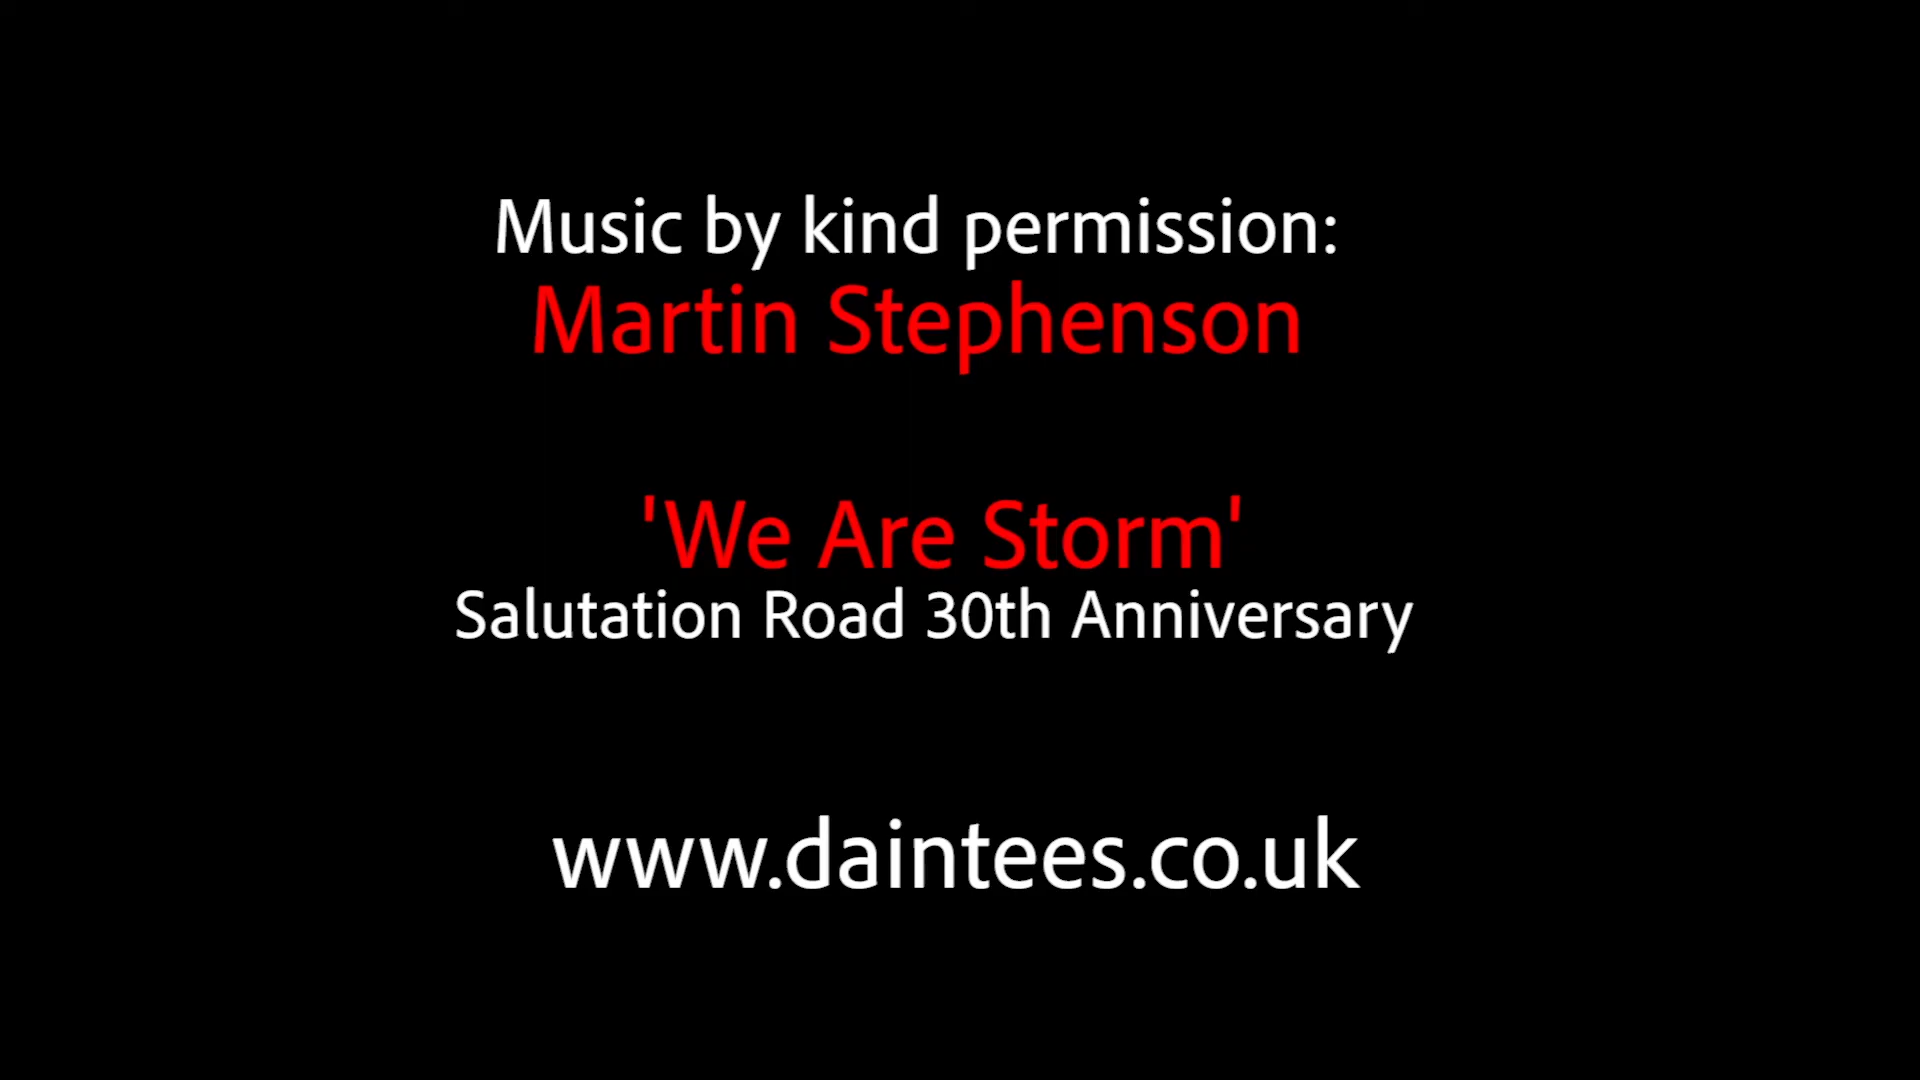 Music by kind permission:
Martin Stephenson
'We Are Storm'
Salutation Road 30th Anniversary
www.daintees.co.uk